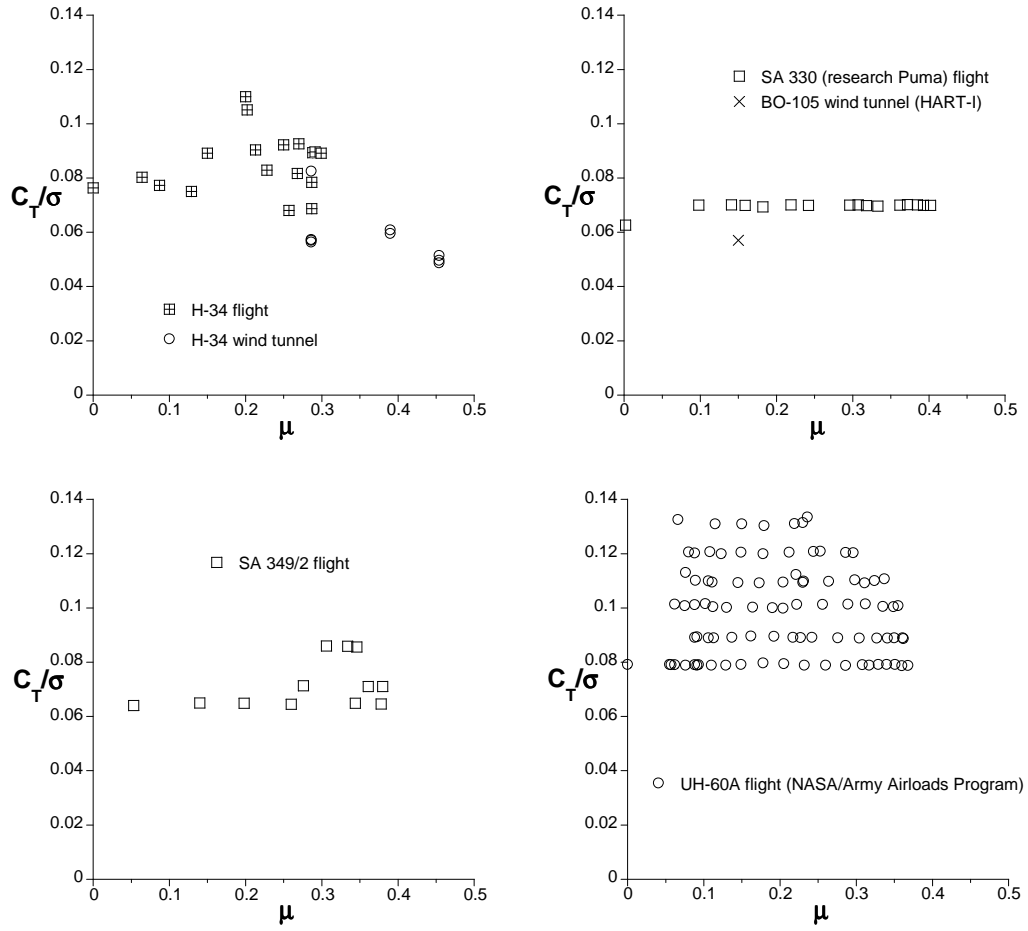 0.14
0.12
0.1
0.08
C_T/σ
0.06
0.04
0.02
0
H-34 flight
H-34 wind tunnel
0 0.1 0.2 0.3 0.4 0.5
μ
0.14
0.12
0.1
0.08
C_T/σ
0.06
0.04
0.02
0
SA 330 (research Puma) flight
BO-105 wind tunnel (HART-I)
0 0.1 0.2 0.3 0.4 0.5
μ
0.14
0.12
0.1
0.08
C_T/σ
0.06
0.04
0.02
0
SA 349/2 flight
0 0.1 0.2 0.3 0.4 0.5
μ
0.14
0.12
0.1
0.08
C_T/σ
0.06
0.04
0.02
0
UH-60A flight (NASA/Army Airloads Program)
0 0.1 0.2 0.3 0.4 0.5
μ